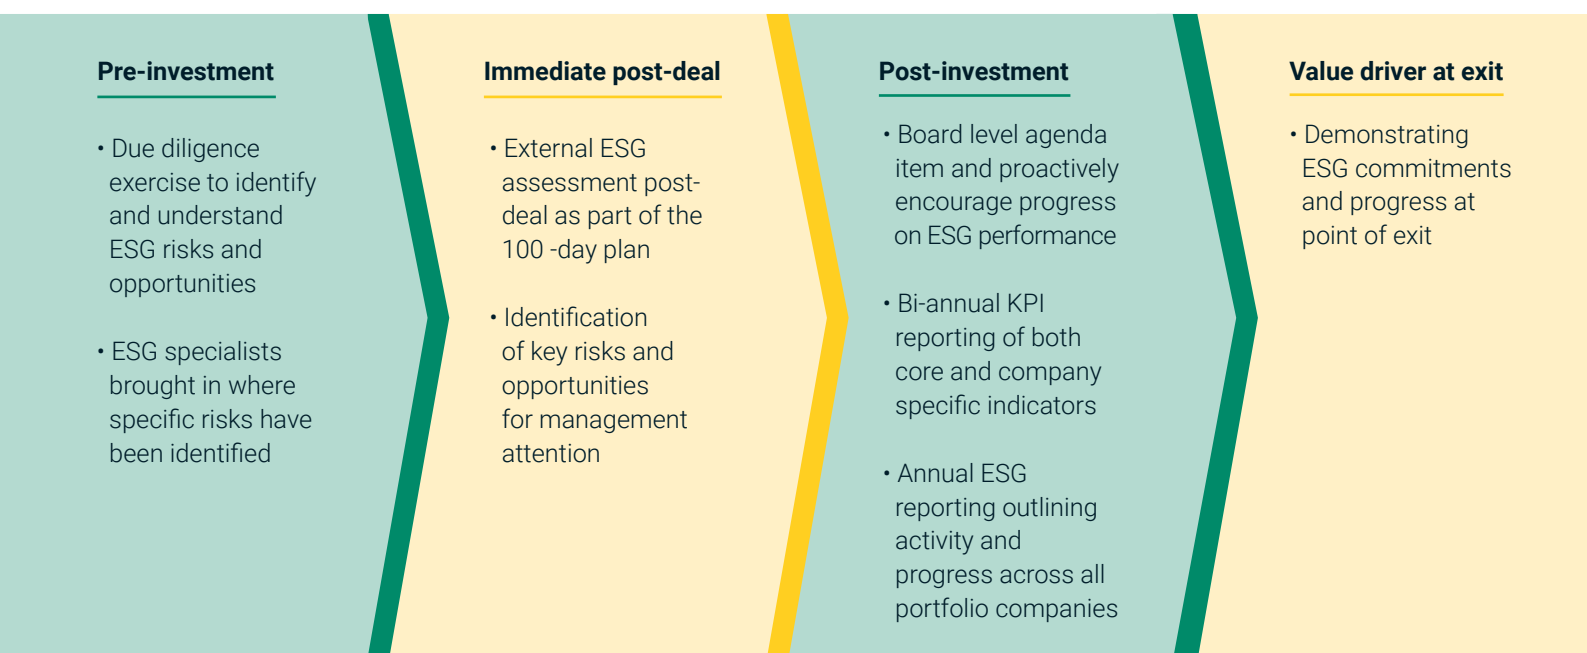 Pre-investment
• Due diligence
exercise to identify
and understand
ESG risks and
opportunities
• ESG specialists
brought in where
specific risks have
been identified
Immediate post-deal
• External ESG
assessment post-
deal as part of the
100 -day plan
• Identification
of key risks and
opportunities
for management
attention
Post-investment
• Board level agenda
item and proactively
encourage progress
on ESG performance
• Bi-annual KPI
reporting of both
core and company
specific indicators
• Annual ESG
reporting outlining
activity and
progress across all
portfolio companies
Value driver at exit
• Demonstrating
ESG commitments
and progress at
point of exit